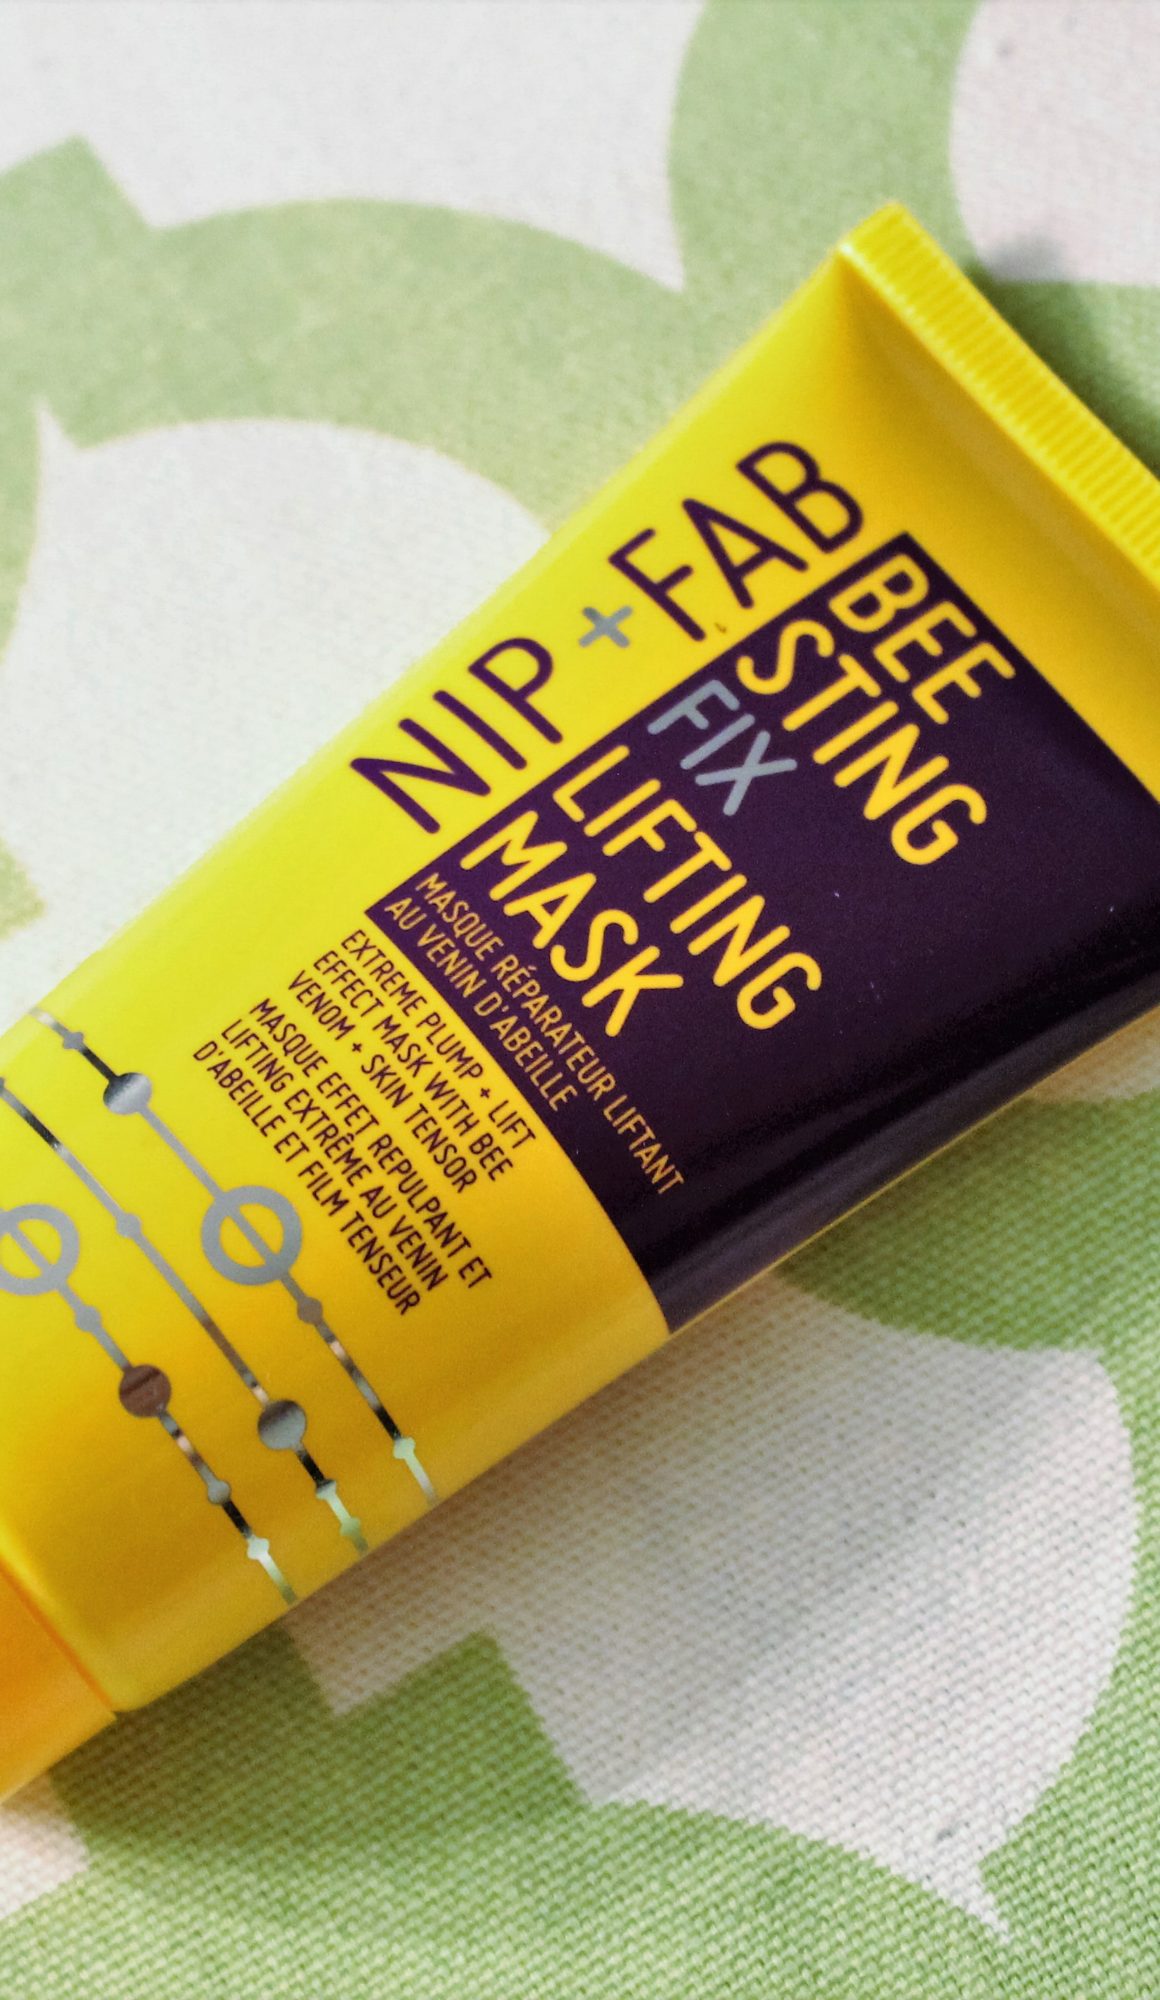 NIP + FAB
BEE
STING
FIX
LIFTING
MASK
MASQUE RÉPARATEUR LIFTANT
AU VENIN D'ABEILLE
EXTREME PLUMP + LIFT
EFFECT MASK WITH BEE
VENOM + SKIN TENSOR
MASQUE EFFET REPULPANT ET
LIFTING EXTRÊME AU VENIN
D'ABEILLE ET FILM TENSEUR